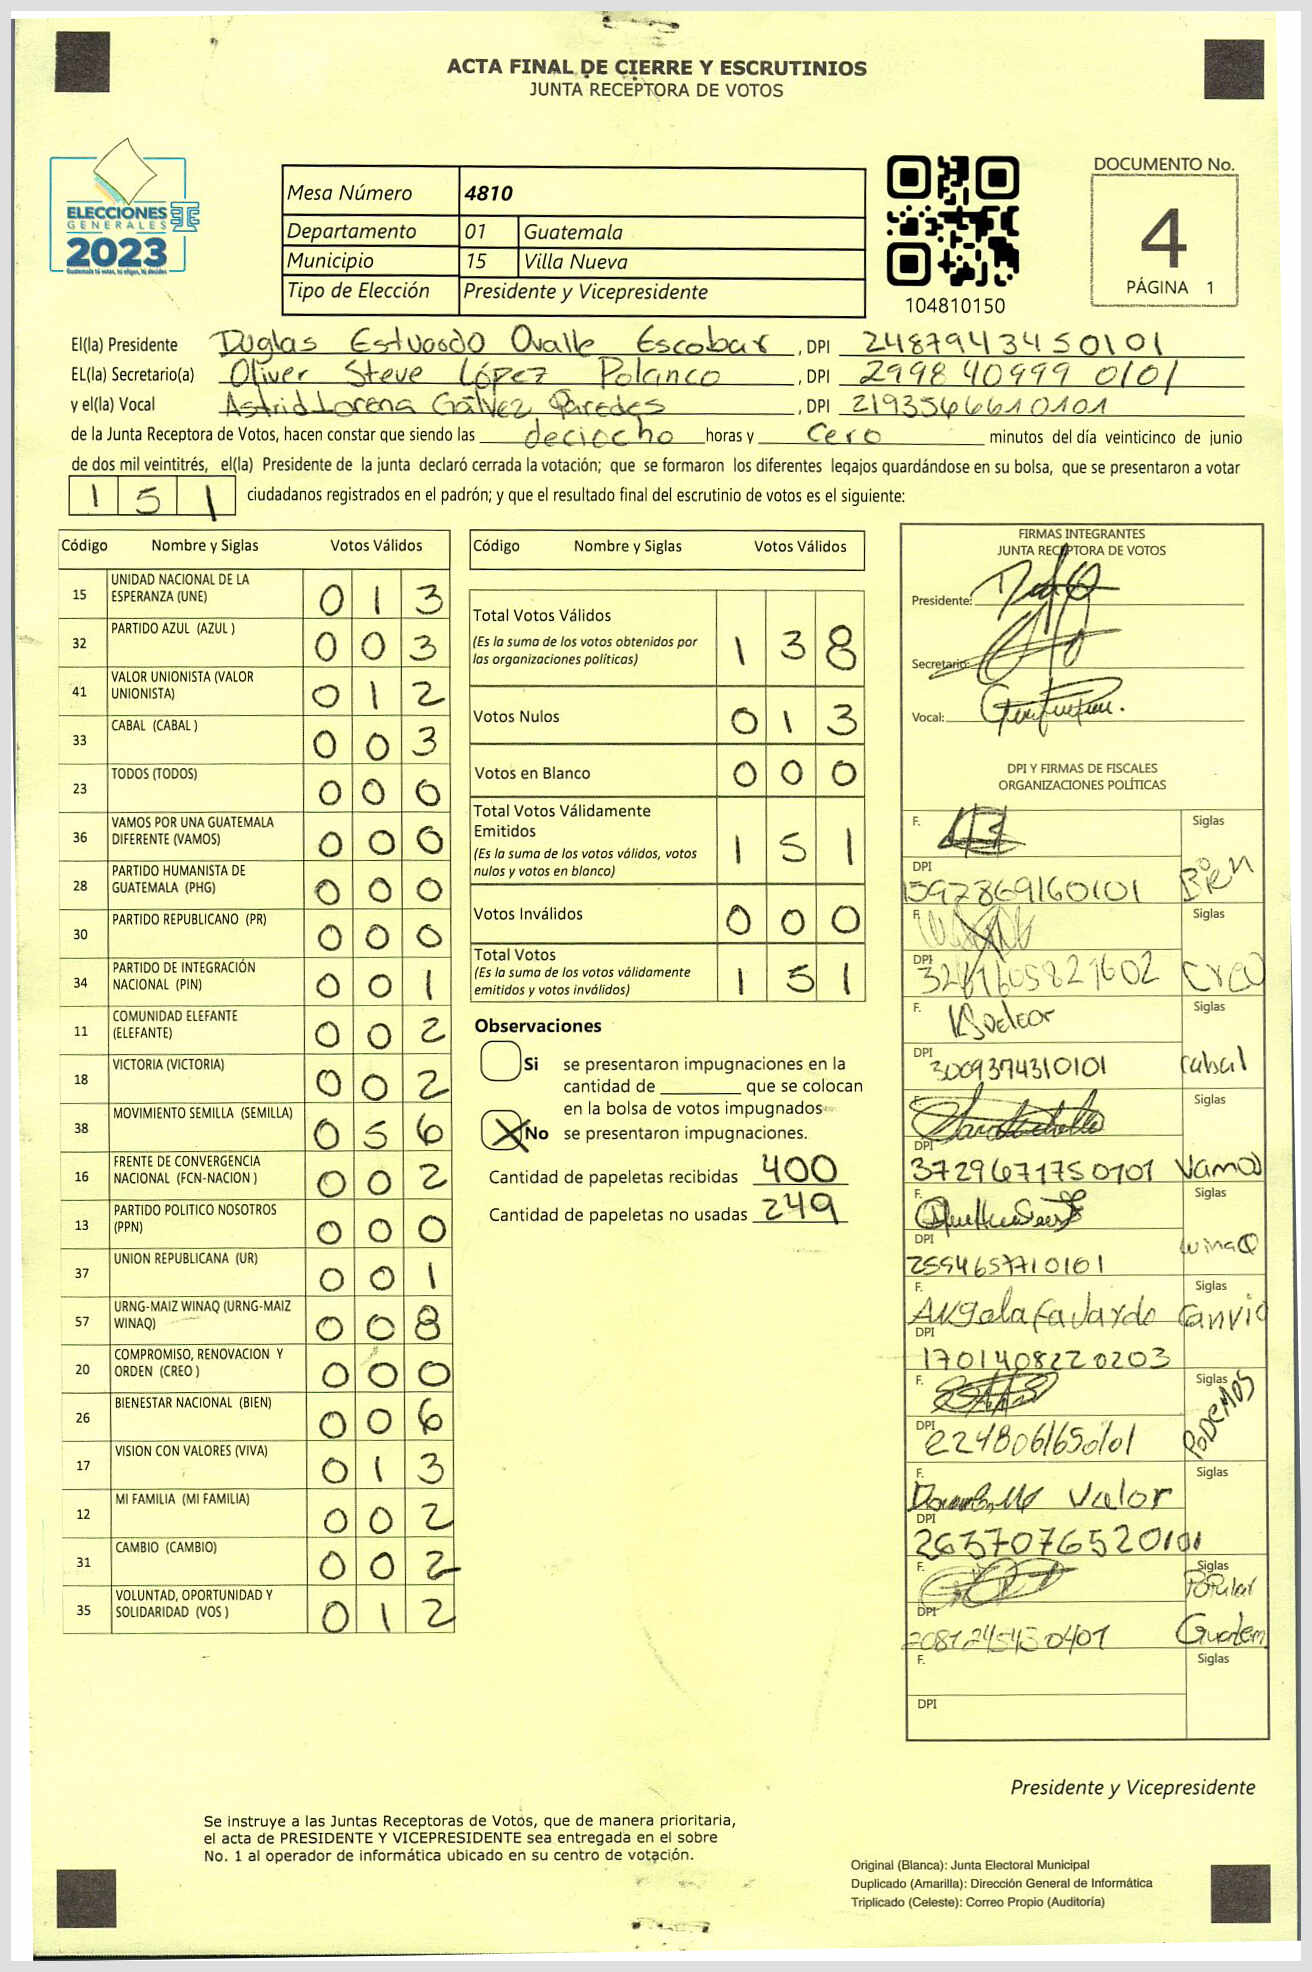 ACTA FINAL DE CIERRE Y ESCRUTINIOS
JUNTA RECEPTORA DE VOTOS
ELECCIONES
GENERALES
2023
Guatemala tú votas, tú eliges, tú decides
Mesa Número 4810
Departamento 01 Guatemala
Municipio 15 Villa Nueva
Tipo de Elección Presidente y Vicepresidente
104810150
DOCUMENTO No.
4
PÁGINA 1
El(la) Presidente Duglas Estuardo Ovalle Escobar , DPI 2487943450101
EL(la) Secretario(a) Oliver Steve López Polanco , DPI 2998409990101
y el(la) Vocal Astrid Lorena Gálvez Paredes , DPI 2193566610101
de la Junta Receptora de Votos, hacen constar que siendo las deciocho horas y Cero minutos del día veinticinco de junio
de dos mil veintitrés, el(la) Presidente de la junta declaró cerrada la votación; que se formaron los diferentes legajos guardándose en su bolsa, que se presentaron a votar
1 5 1 ciudadanos registrados en el padrón; y que el resultado final del escrutinio de votos es el siguiente:
Código Nombre y Siglas Votos Válidos
15 UNIDAD NACIONAL DE LA ESPERANZA (UNE) 0 1 3
32 PARTIDO AZUL (AZUL ) 0 0 3
41 VALOR UNIONISTA (VALOR UNIONISTA) 0 1 2
33 CABAL (CABAL ) 0 0 3
23 TODOS (TODOS) 0 0 0
36 VAMOS POR UNA GUATEMALA DIFERENTE (VAMOS) 0 0 0
28 PARTIDO HUMANISTA DE GUATEMALA (PHG) 0 0 0
30 PARTIDO REPUBLICANO (PR) 0 0 0
34 PARTIDO DE INTEGRACIÓN NACIONAL (PIN) 0 0 1
11 COMUNIDAD ELEFANTE (ELEFANTE) 0 0 2
18 VICTORIA (VICTORIA) 0 0 2
38 MOVIMIENTO SEMILLA (SEMILLA) 0 5 6
16 FRENTE DE CONVERGENCIA NACIONAL (FCN-NACION ) 0 0 2
13 PARTIDO POLITICO NOSOTROS (PPN) 0 0 0
37 UNION REPUBLICANA (UR) 0 0 1
57 URNG-MAIZ WINAQ (URNG-MAIZ WINAQ) 0 0 8
20 COMPROMISO, RENOVACION Y ORDEN (CREO ) 0 0 0
26 BIENESTAR NACIONAL (BIEN) 0 0 6
17 VISION CON VALORES (VIVA) 0 1 3
12 MI FAMILIA (MI FAMILIA) 0 0 2
31 CAMBIO (CAMBIO) 0 0 2
35 VOLUNTAD, OPORTUNIDAD Y SOLIDARIDAD (VOS ) 0 1 2
Código Nombre y Siglas Votos Válidos
Total Votos Válidos 1 3 8
(Es la suma de los votos obtenidos por
las organizaciones políticas)
Votos Nulos 0 1 3
Votos en Blanco 0 0 0
Total Votos Válidamente
Emitidos 1 5 1
(Es la suma de los votos válidos, votos
nulos y votos en blanco)
Votos Inválidos 0 0 0
Total Votos 1 5 1
(Es la suma de los votos válidamente
emitidos y votos inválidos)
Observaciones
Si se presentaron impugnaciones en la
cantidad de ________ que se colocan
en la bolsa de votos impugnados
X No se presentaron impugnaciones.
Cantidad de papeletas recibidas 400
Cantidad de papeletas no usadas 249
FIRMAS INTEGRANTES
JUNTA RECEPTORA DE VOTOS
Presidente:
Secretario:
Vocal:
DPI Y FIRMAS DE FISCALES
ORGANIZACIONES POLÍTICAS
F. Siglas
DPI
1597869160101 BiEn
F. Siglas
DPI
Creo
F. Siglas
DPI
3009374310101 cabal
F. Siglas
DPI
3729671750101 Vamos
F. Siglas
DPI winaQ
2554657710101
F. Siglas
Angela Fajardo
DPI
1701408220203
F. Siglas
PODEMOS
DPI
2248061650101
F. Siglas
Valor
DPI
2637076520101
F. Siglas
Popular
DPI
F. Siglas
DPI
Presidente y Vicepresidente
Se instruye a las Juntas Receptoras de Votos, que de manera prioritaria,
el acta de PRESIDENTE Y VICEPRESIDENTE sea entregada en el sobre
No. 1 al operador de informática ubicado en su centro de votación.
Original (Blanca): Junta Electoral Municipal
Duplicado (Amarilla): Dirección General de Informática
Triplicado (Celeste): Correo Propio (Auditoría)